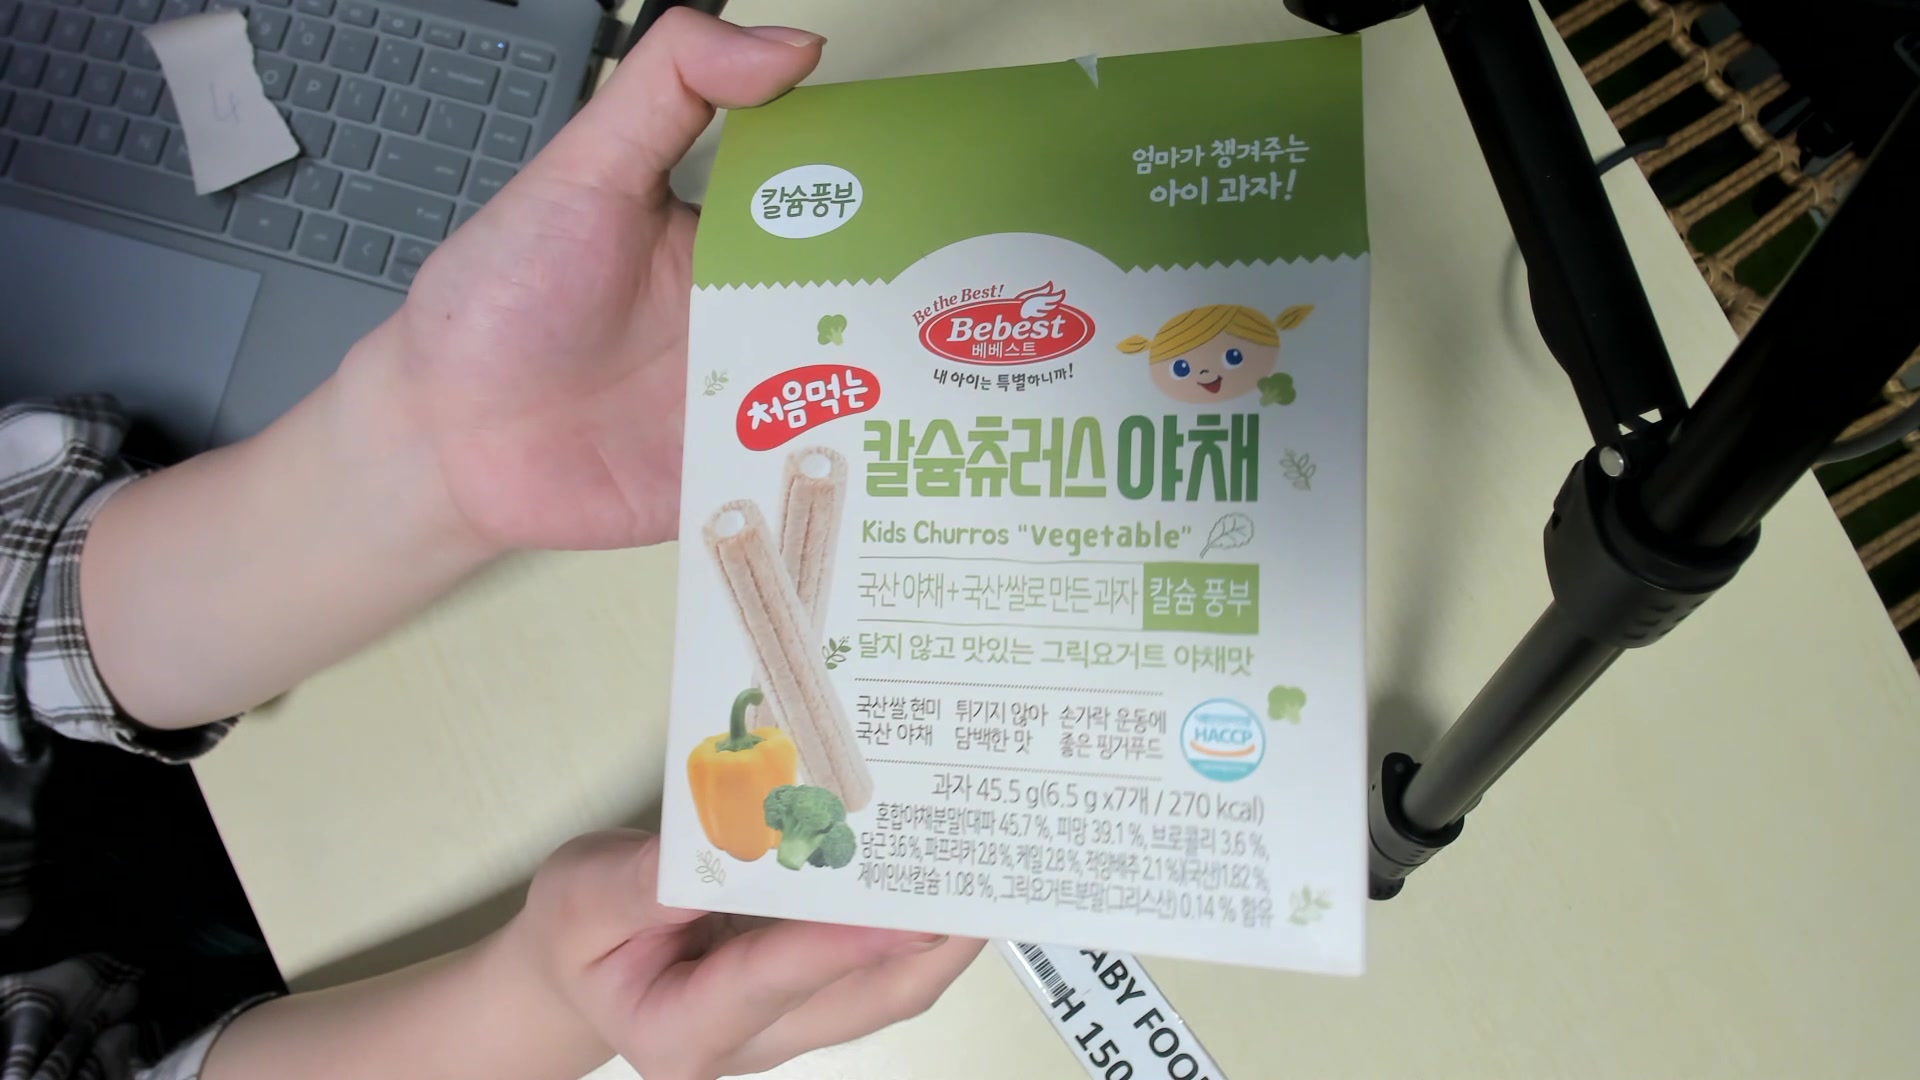 4
칼슘풍부
엄마가 챙겨주는
아이 과자!
Be the Best!
Bebest
베베스트
내 아이는 특별하니까!
처음먹는
칼슘츄러스 야채
Kids Churros "Vegetable"
국산 야채+국산쌀로 만든 과자 칼슘 풍부
달지 않고 맛있는 그릭요거트 야채맛
국산쌀,현미 튀기지 않아 손가락 운동에
국산 야채 담백한 맛 좋은 핑거푸드
HACCP
과자 45.5 g(6.5 g x7개 / 270 kcal)
혼합야채분말(대파 45.7 %, 피망 39.1 %, 브로콜리 3.6 %,
당근 3.6 %, 파프리카 2.8 %, 케일 2.8 %, 적양배추 2.1 %)(국산)1.82 %,
제이인산칼슘 1.08 %, 그릭요거트분말(그리스산) 0.14 % 함유
ABY FOO
H 150